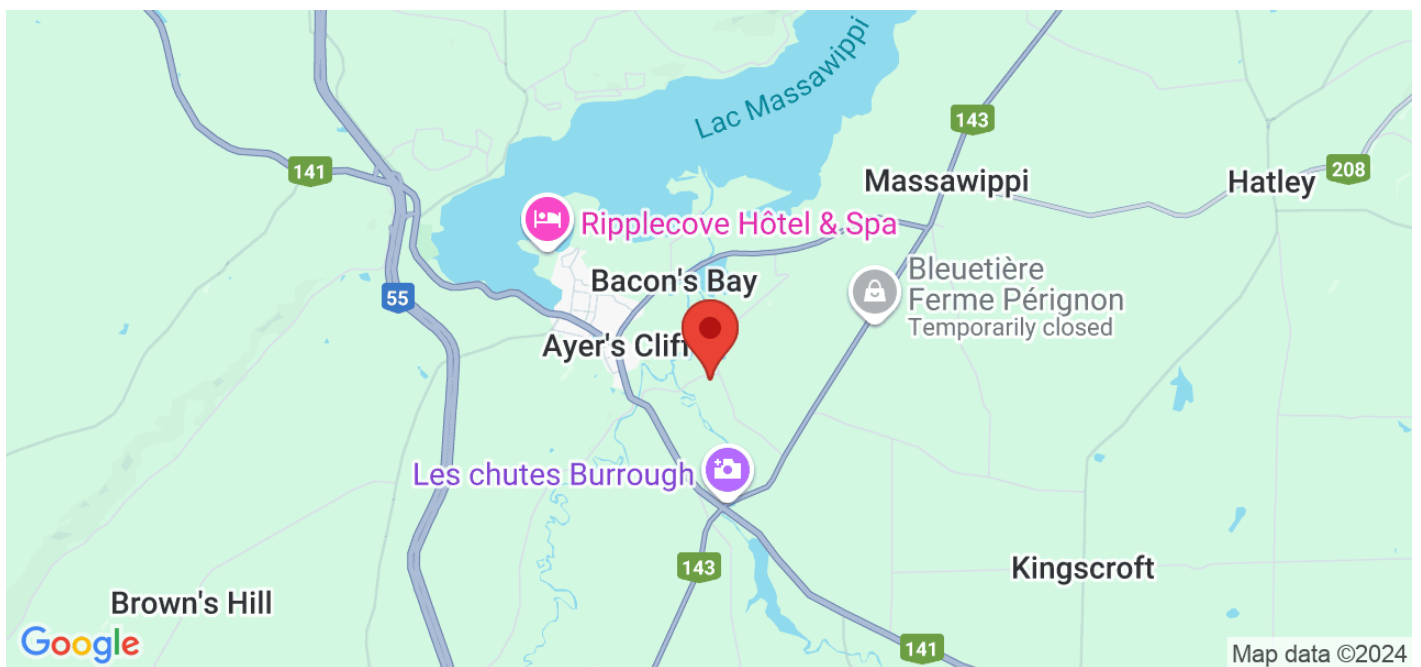 Lac Massawippi
143
141
Massawippi
Hatley
208
Ripplecove Hôtel & Spa
Bacon's Bay
Bleuetière
Ferme Pérignon
Temporarily closed
55
Ayer's Cliff
Les chutes Burrough
143
Kingscroft
Brown's Hill
Google
141
Map data ©2024